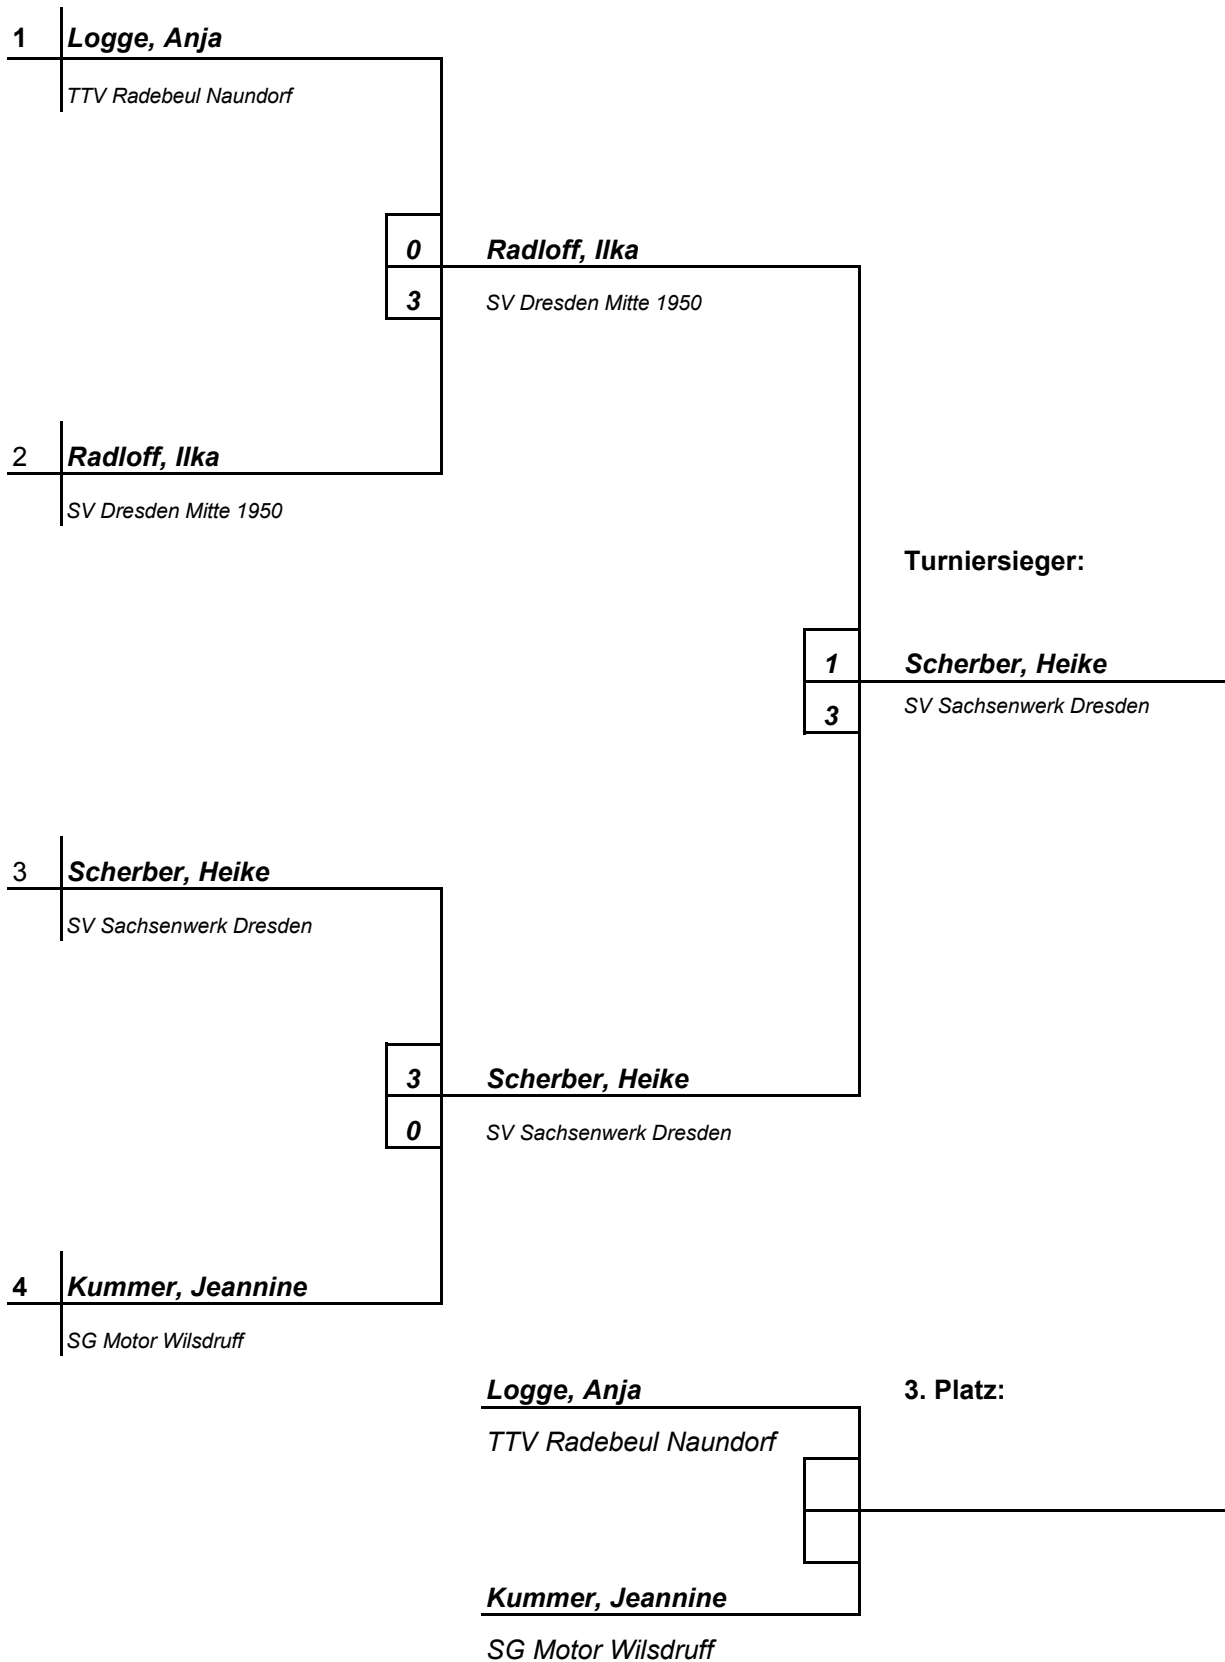 1 Logge, Anja
TTV Radebeul Naundorf
0 Radloff, Ilka
3 SV Dresden Mitte 1950
2 Radloff, Ilka
SV Dresden Mitte 1950
Turniersieger:
1 Scherber, Heike
3 SV Sachsenwerk Dresden
3 Scherber, Heike
SV Sachsenwerk Dresden
3 Scherber, Heike
0 SV Sachsenwerk Dresden
4 Kummer, Jeannine
SG Motor Wilsdruff
Logge, Anja 3. Platz:
TTV Radebeul Naundorf
Kummer, Jeannine
SG Motor Wilsdruff